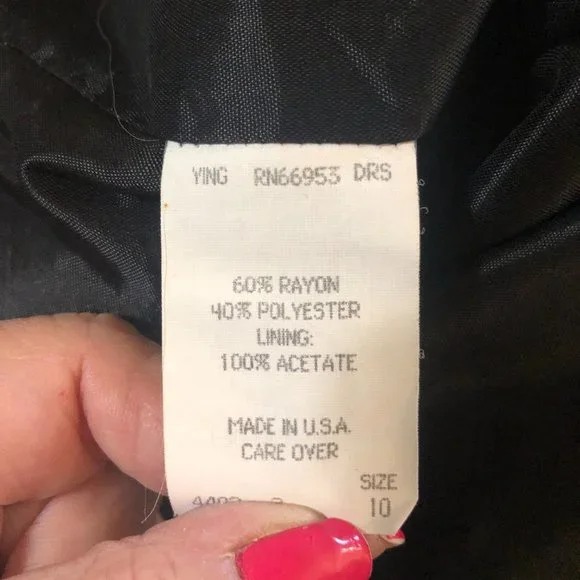 YING RN66953 DRS
60% RAYON
40% POLYESTER
LINING:
100% ACETATE
MADE IN U.S.A.
CARE OVER
SIZE
10